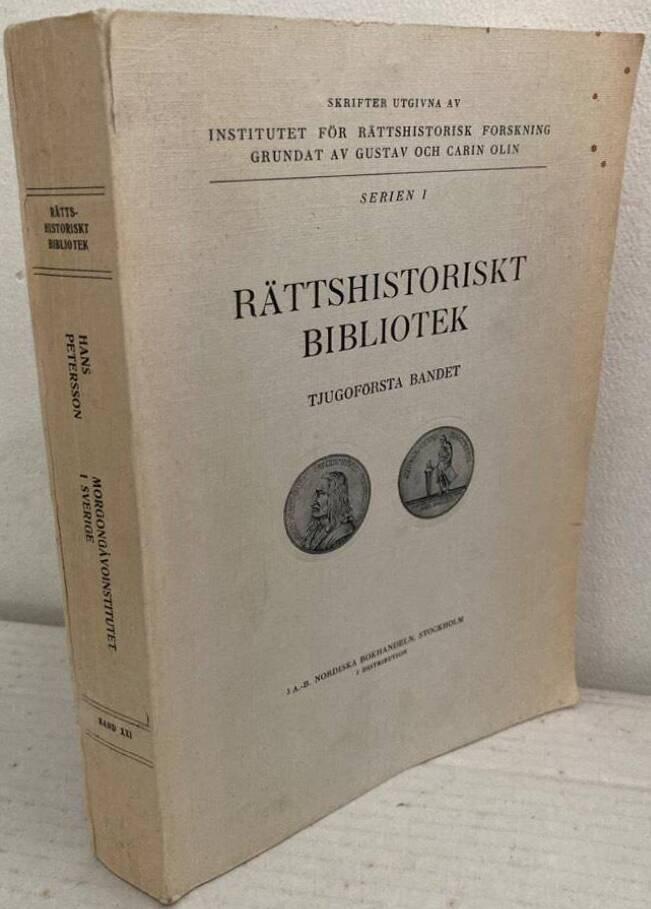 SKRIFTER UTGIVNA AV
INSTITUTET FÖR RÄTTSHISTORISK FORSKNING
GRUNDAT AV GUSTAV OCH CARIN OLIN
SERIEN I
RÄTTSHISTORISKT
BIBLIOTEK
TJUGOFÖRSTA BANDET
A.-B. NORDISKA BOKHANDELN, STOCKHOLM
I DISTRIBUTION
RÄTTS-
HISTORISKT
BIBLIOTEK
HANS
PETERSSON
MORGONGÅVOINSTITUTET
I SVERIGE
BAND XXI